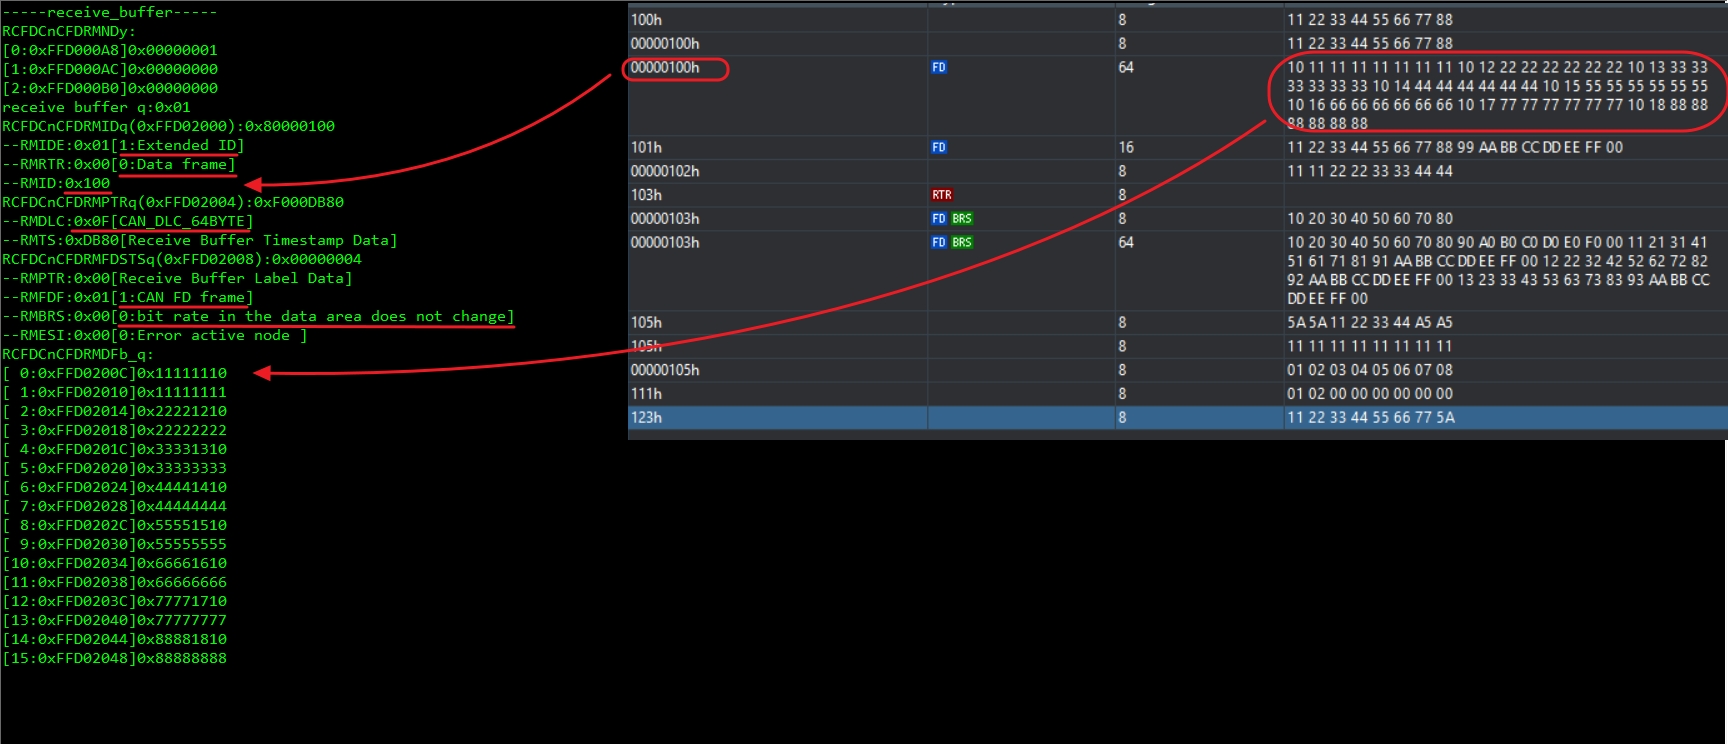 -----receive_buffer-----
RCFDCnCFDRMNDy:
[0:0xFFD000A8]0x00000001
[1:0xFFD000AC]0x00000000
[2:0xFFD000B0]0x00000000
receive buffer q:0x01
RCFDCnCFDRMIDq(0xFFD02000):0x80000100
--RMIDE:0x01[1:Extended ID]
--RMRTR:0x00[0:Data frame]
--RMID:0x100
RCFDCnCFDRMPTRq(0xFFD02004):0xF000DB80
--RMDLC:0x0F[CAN_DLC_64BYTE]
--RMTS:0xDB80[Receive Buffer Timestamp Data]
RCFDCnCFDRMFDSTSq(0xFFD02008):0x00000004
--RMPTR:0x00[Receive Buffer Label Data]
--RMFDF:0x01[1:CAN FD frame]
--RMBRS:0x00[0:bit rate in the data area does not change]
--RMESI:0x00[0:Error active node ]
RCFDCnCFDRMDFb_q:
[ 0:0xFFD0200C]0x11111110
[ 1:0xFFD02010]0x11111111
[ 2:0xFFD02014]0x22221210
[ 3:0xFFD02018]0x22222222
[ 4:0xFFD0201C]0x33331310
[ 5:0xFFD02020]0x33333333
[ 6:0xFFD02024]0x44441410
[ 7:0xFFD02028]0x44444444
[ 8:0xFFD0202C]0x55551510
[ 9:0xFFD02030]0x55555555
[10:0xFFD02034]0x66661610
[11:0xFFD02038]0x66666666
[12:0xFFD0203C]0x77771710
[13:0xFFD02040]0x77777777
[14:0xFFD02044]0x88881810
[15:0xFFD02048]0x88888888
100h 8 11 22 33 44 55 66 77 88
00000100h 8 11 22 33 44 55 66 77 88
00000100h FD 64 10 11 11 11 11 11 11 11 10 12 22 22 22 22 22 22 10 13 33 33
33 33 33 33 10 14 44 44 44 44 44 44 10 15 55 55 55 55 55 55
10 16 66 66 66 66 66 66 10 17 77 77 77 77 77 77 10 18 88 88
88 88 88 88
101h FD 16 11 22 33 44 55 66 77 88 99 AA BB CC DD EE FF 00
00000102h 8 11 11 22 22 33 33 44 44
103h RTR 8
00000103h FD BRS 8 10 20 30 40 50 60 70 80
00000103h FD BRS 64 10 20 30 40 50 60 70 80 90 A0 B0 C0 D0 E0 F0 00 11 21 31 41
51 61 71 81 91 AA BB CC DD EE FF 00 12 22 32 42 52 62 72 82
92 AA BB CC DD EE FF 00 13 23 33 43 53 63 73 83 93 AA BB CC
DD EE FF 00
105h 8 5A 5A 11 22 33 44 A5 A5
105h 8 11 11 11 11 11 11 11 11
00000105h 8 01 02 03 04 05 06 07 08
111h 8 01 02 00 00 00 00 00 00
123h 8 11 22 33 44 55 66 77 5A